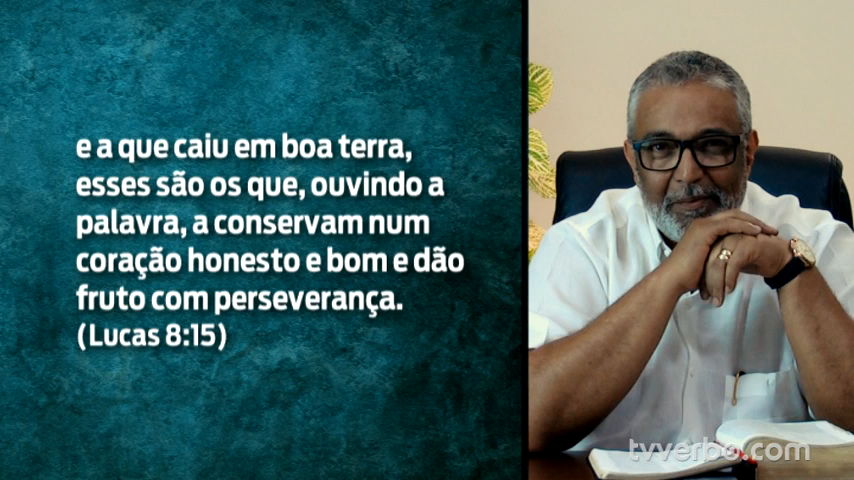 e a que caiu em boa terra,
esses são os que, ouvindo a
palavra, a conservam num
coração honesto e bom e dão
fruto com perseverança.
(Lucas 8:15)
tvverbo.com